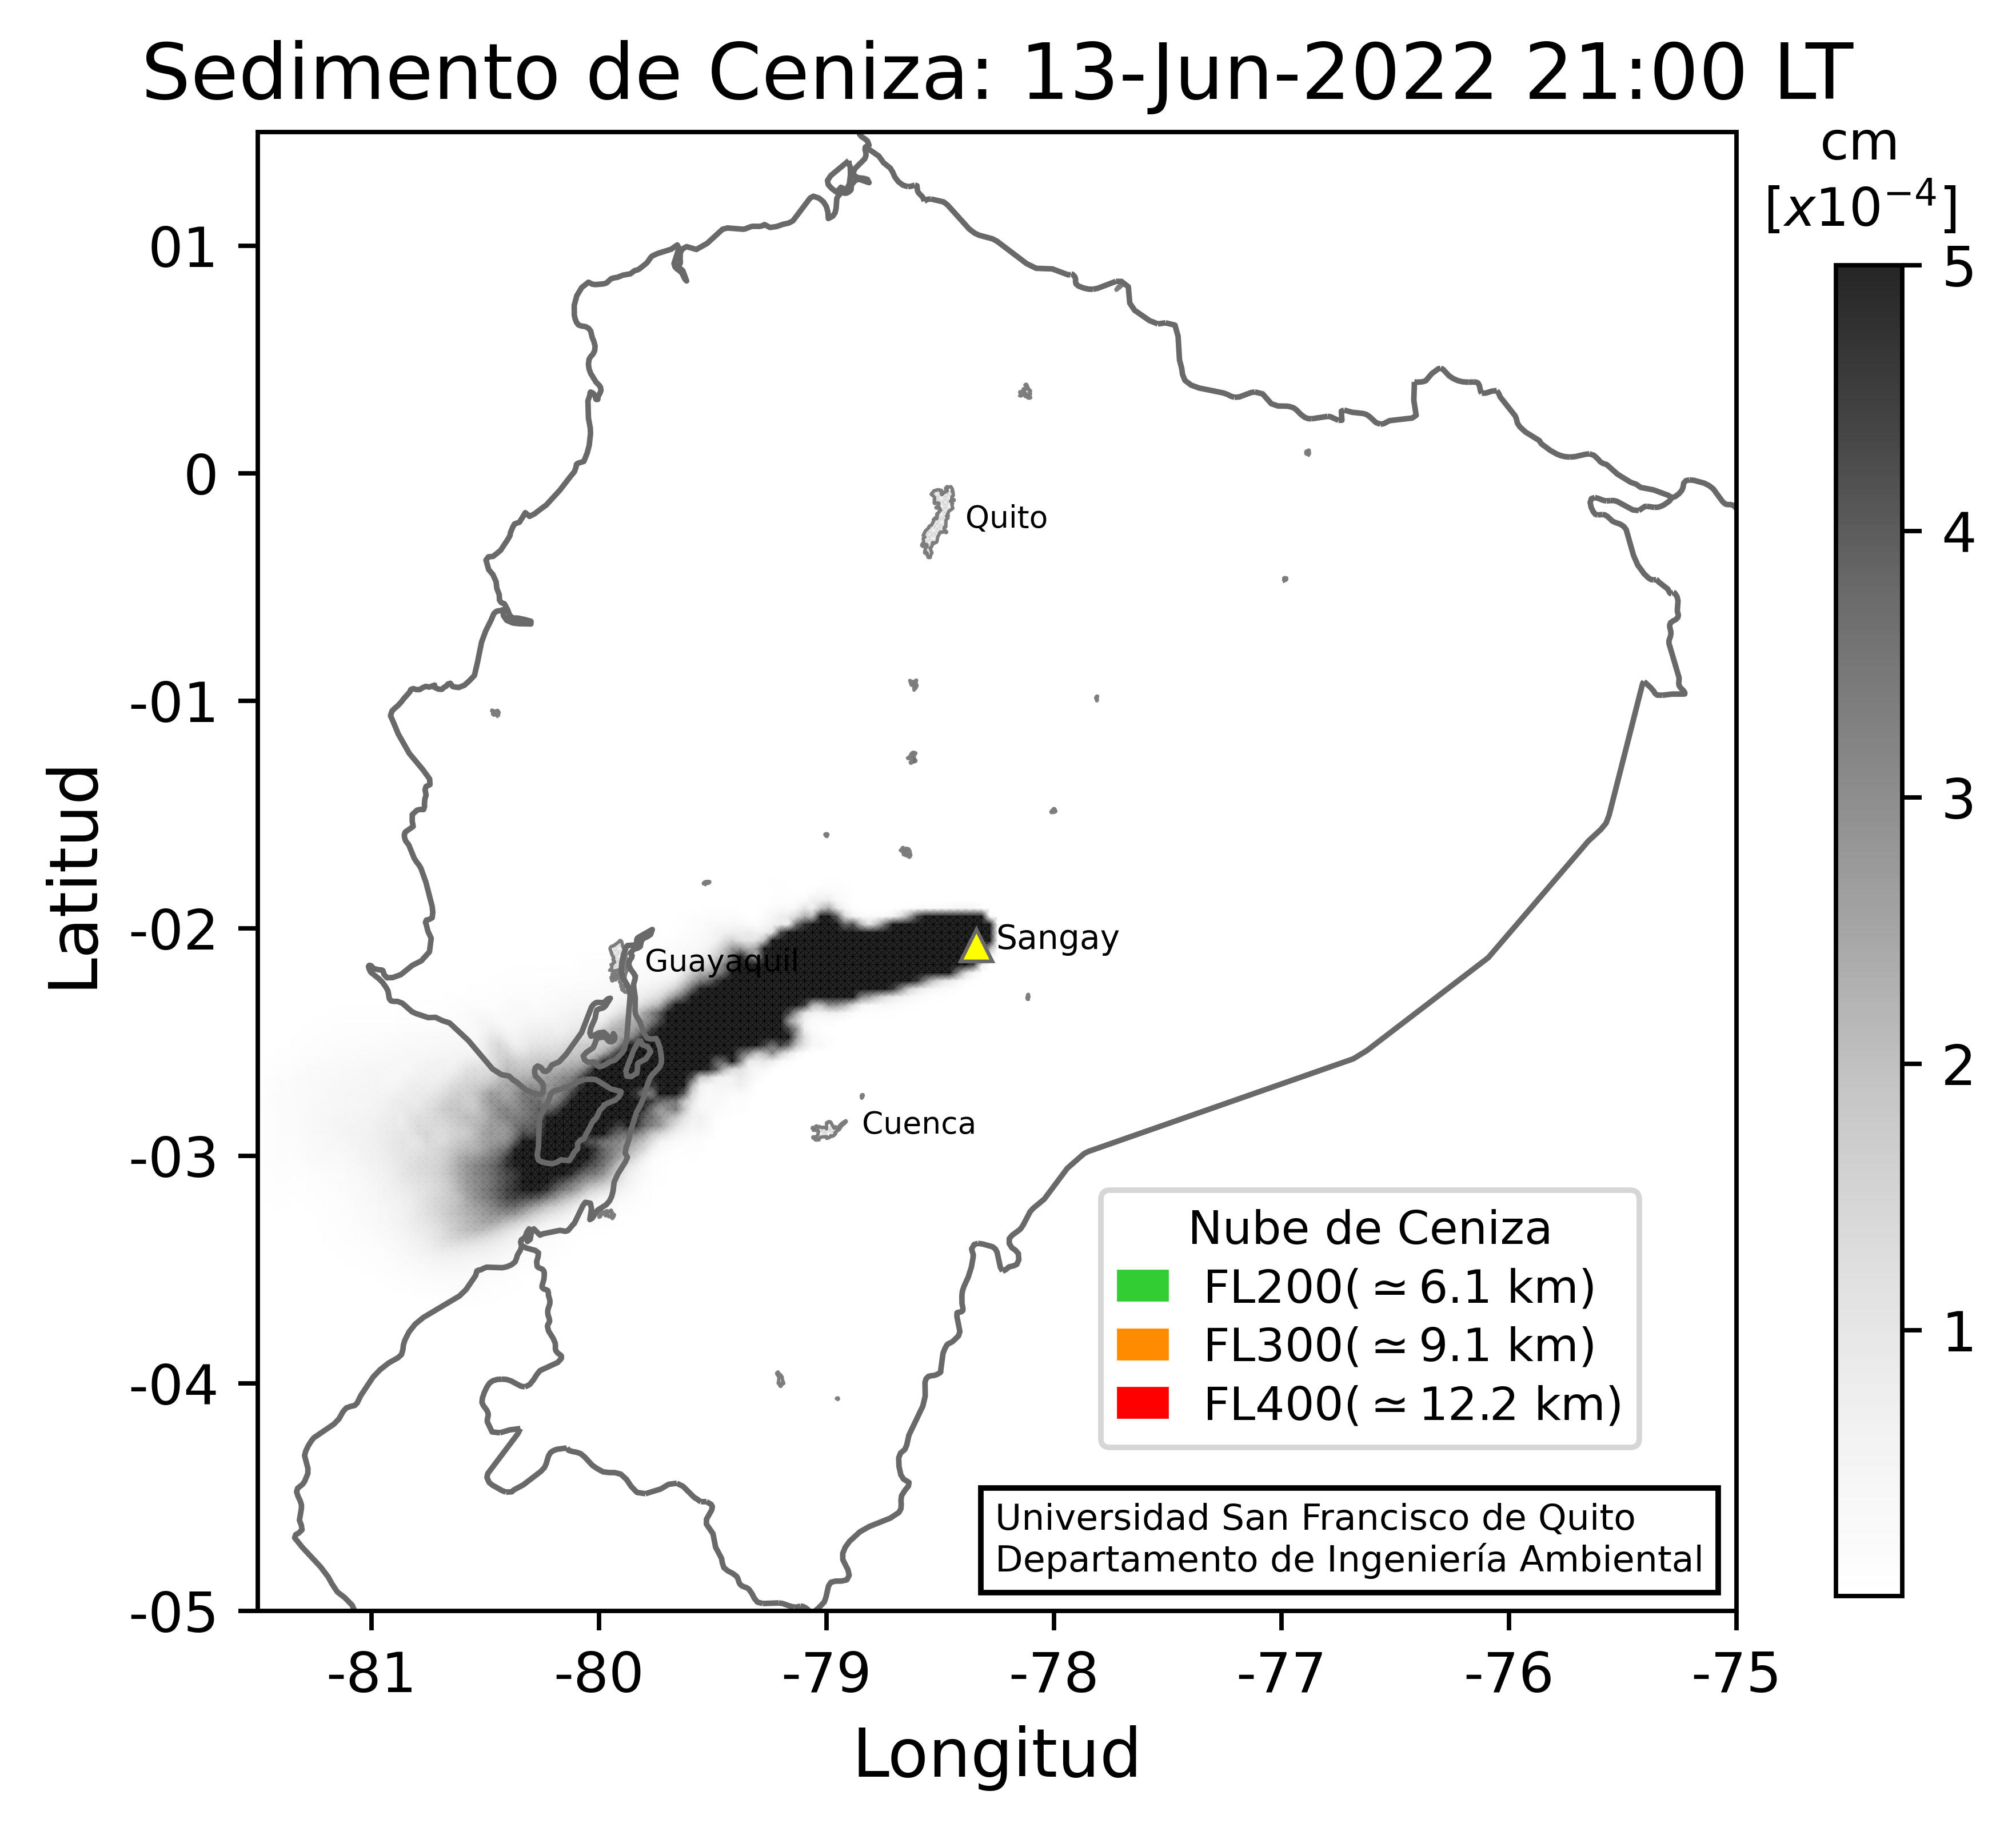 Sedimento de Ceniza: 13-Jun-2022 21:00 LT
cm
[x10⁻⁴]
5
4
3
2
1
Latitud
01
0
-01
-02
-03
-04
-05
Quito
Sangay
Guayaquil
Cuenca
Nube de Ceniza
FL200( ≃ 6.1 km)
FL300( ≃ 9.1 km)
FL400( ≃ 12.2 km)
Universidad San Francisco de Quito
Departamento de Ingeniería Ambiental
-81 -80 -79 -78 -77 -76 -75
Longitud